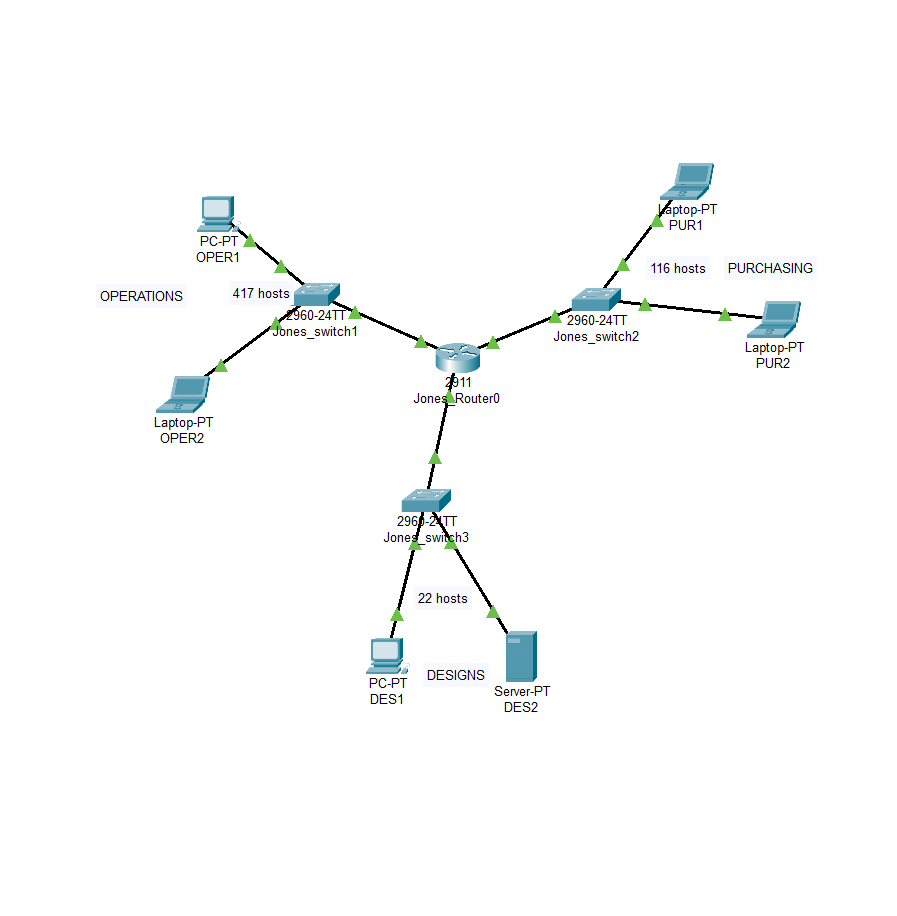 Laptop-PT
PUR1
PC-PT
OPER1
116 hosts
PURCHASING
OPERATIONS
417 hosts
2960-24TT
Jones_switch1
2960-24TT
Jones_switch2
Laptop-PT
PUR2
2911
Jones_Router0
Laptop-PT
OPER2
2960-24TT
Jones_switch3
22 hosts
DESIGNS
PC-PT
DES1
Server-PT
DES2